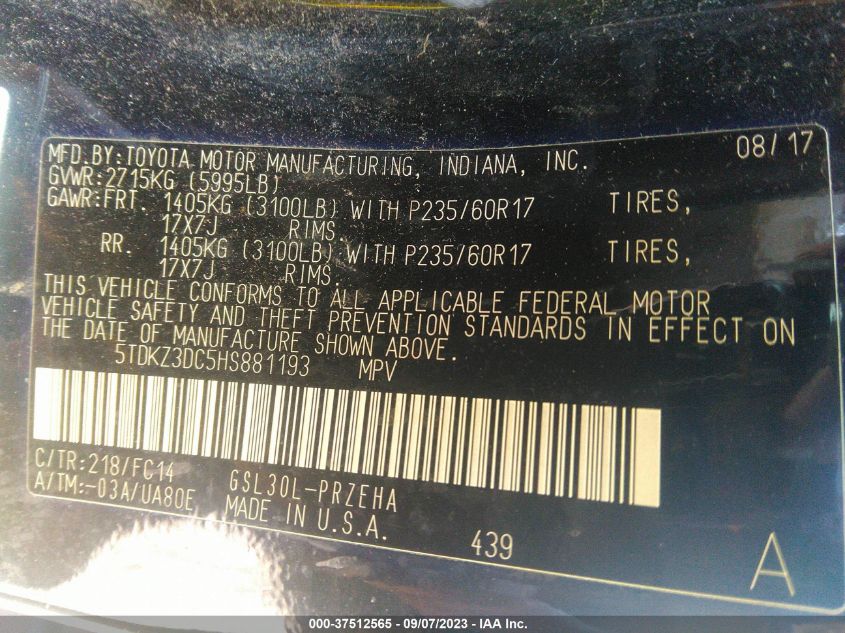 MFD.BY:TOYOTA MOTOR MANUFACTURING, INDIANA, INC. 08/17
GVWR:2715KG (5995LB)
GAWR:FRT. 1405KG (3100LB) WITH P235/60R17 TIRES,
17X7J RIMS
RR. 1405KG (3100LB) WITH P235/60R17 TIRES,
17X7J RIMS.
THIS VEHICLE CONFORMS TO ALL APPLICABLE FEDERAL MOTOR
VEHICLE SAFETY AND THEFT PREVENTION STANDARDS IN EFFECT ON
THE DATE OF MANUFACTURE SHOWN ABOVE.
5TDKZ3DC5HS881193 MPV
C/TR:218/FC14 GSL30L-PRZEHA
A/TM:-03A/UA80E MADE IN U.S.A. 439 A
000-37512565 - 09/07/2023 - IAA Inc.